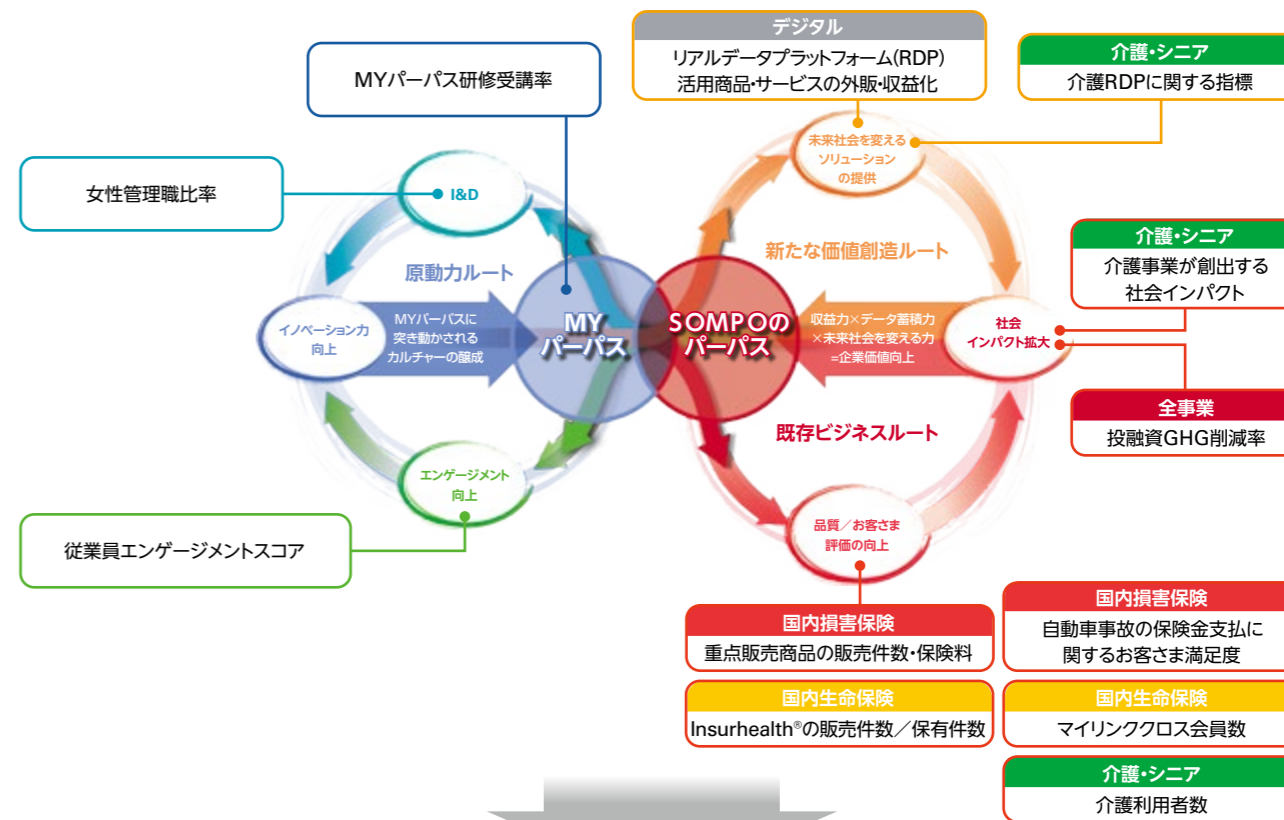 デジタル
リアルデータプラットフォーム(RDP)
活用商品・サービスの外販・収益化
介護・シニア
介護RDPに関する指標
MYパーパス研修受講率
女性管理職比率
I&D
未来社会を変える
ソリューション
の提供
原動力ルート
新たな価値創造ルート
介護・シニア
介護事業が創出する
社会インパクト
イノベーション力
向上
MYパーパスに
突き動かされる
カルチャーの醸成
MY
パーパス
SOMPOの
パーパス
収益力×データ蓄積力
×未来社会を変える力
=企業価値向上
社会
インパクト拡大
全事業
投融資GHG削減率
既存ビジネスルート
エンゲージメント
向上
従業員エンゲージメントスコア
品質／お客さま
評価の向上
国内損害保険
重点販売商品の販売件数・保険料
国内損害保険
自動車事故の保険金支払に
関するお客さま満足度
国内生命保険
Insurhealth®の販売件数／保有件数
国内生命保険
マイリンククロス会員数
介護・シニア
介護利用者数